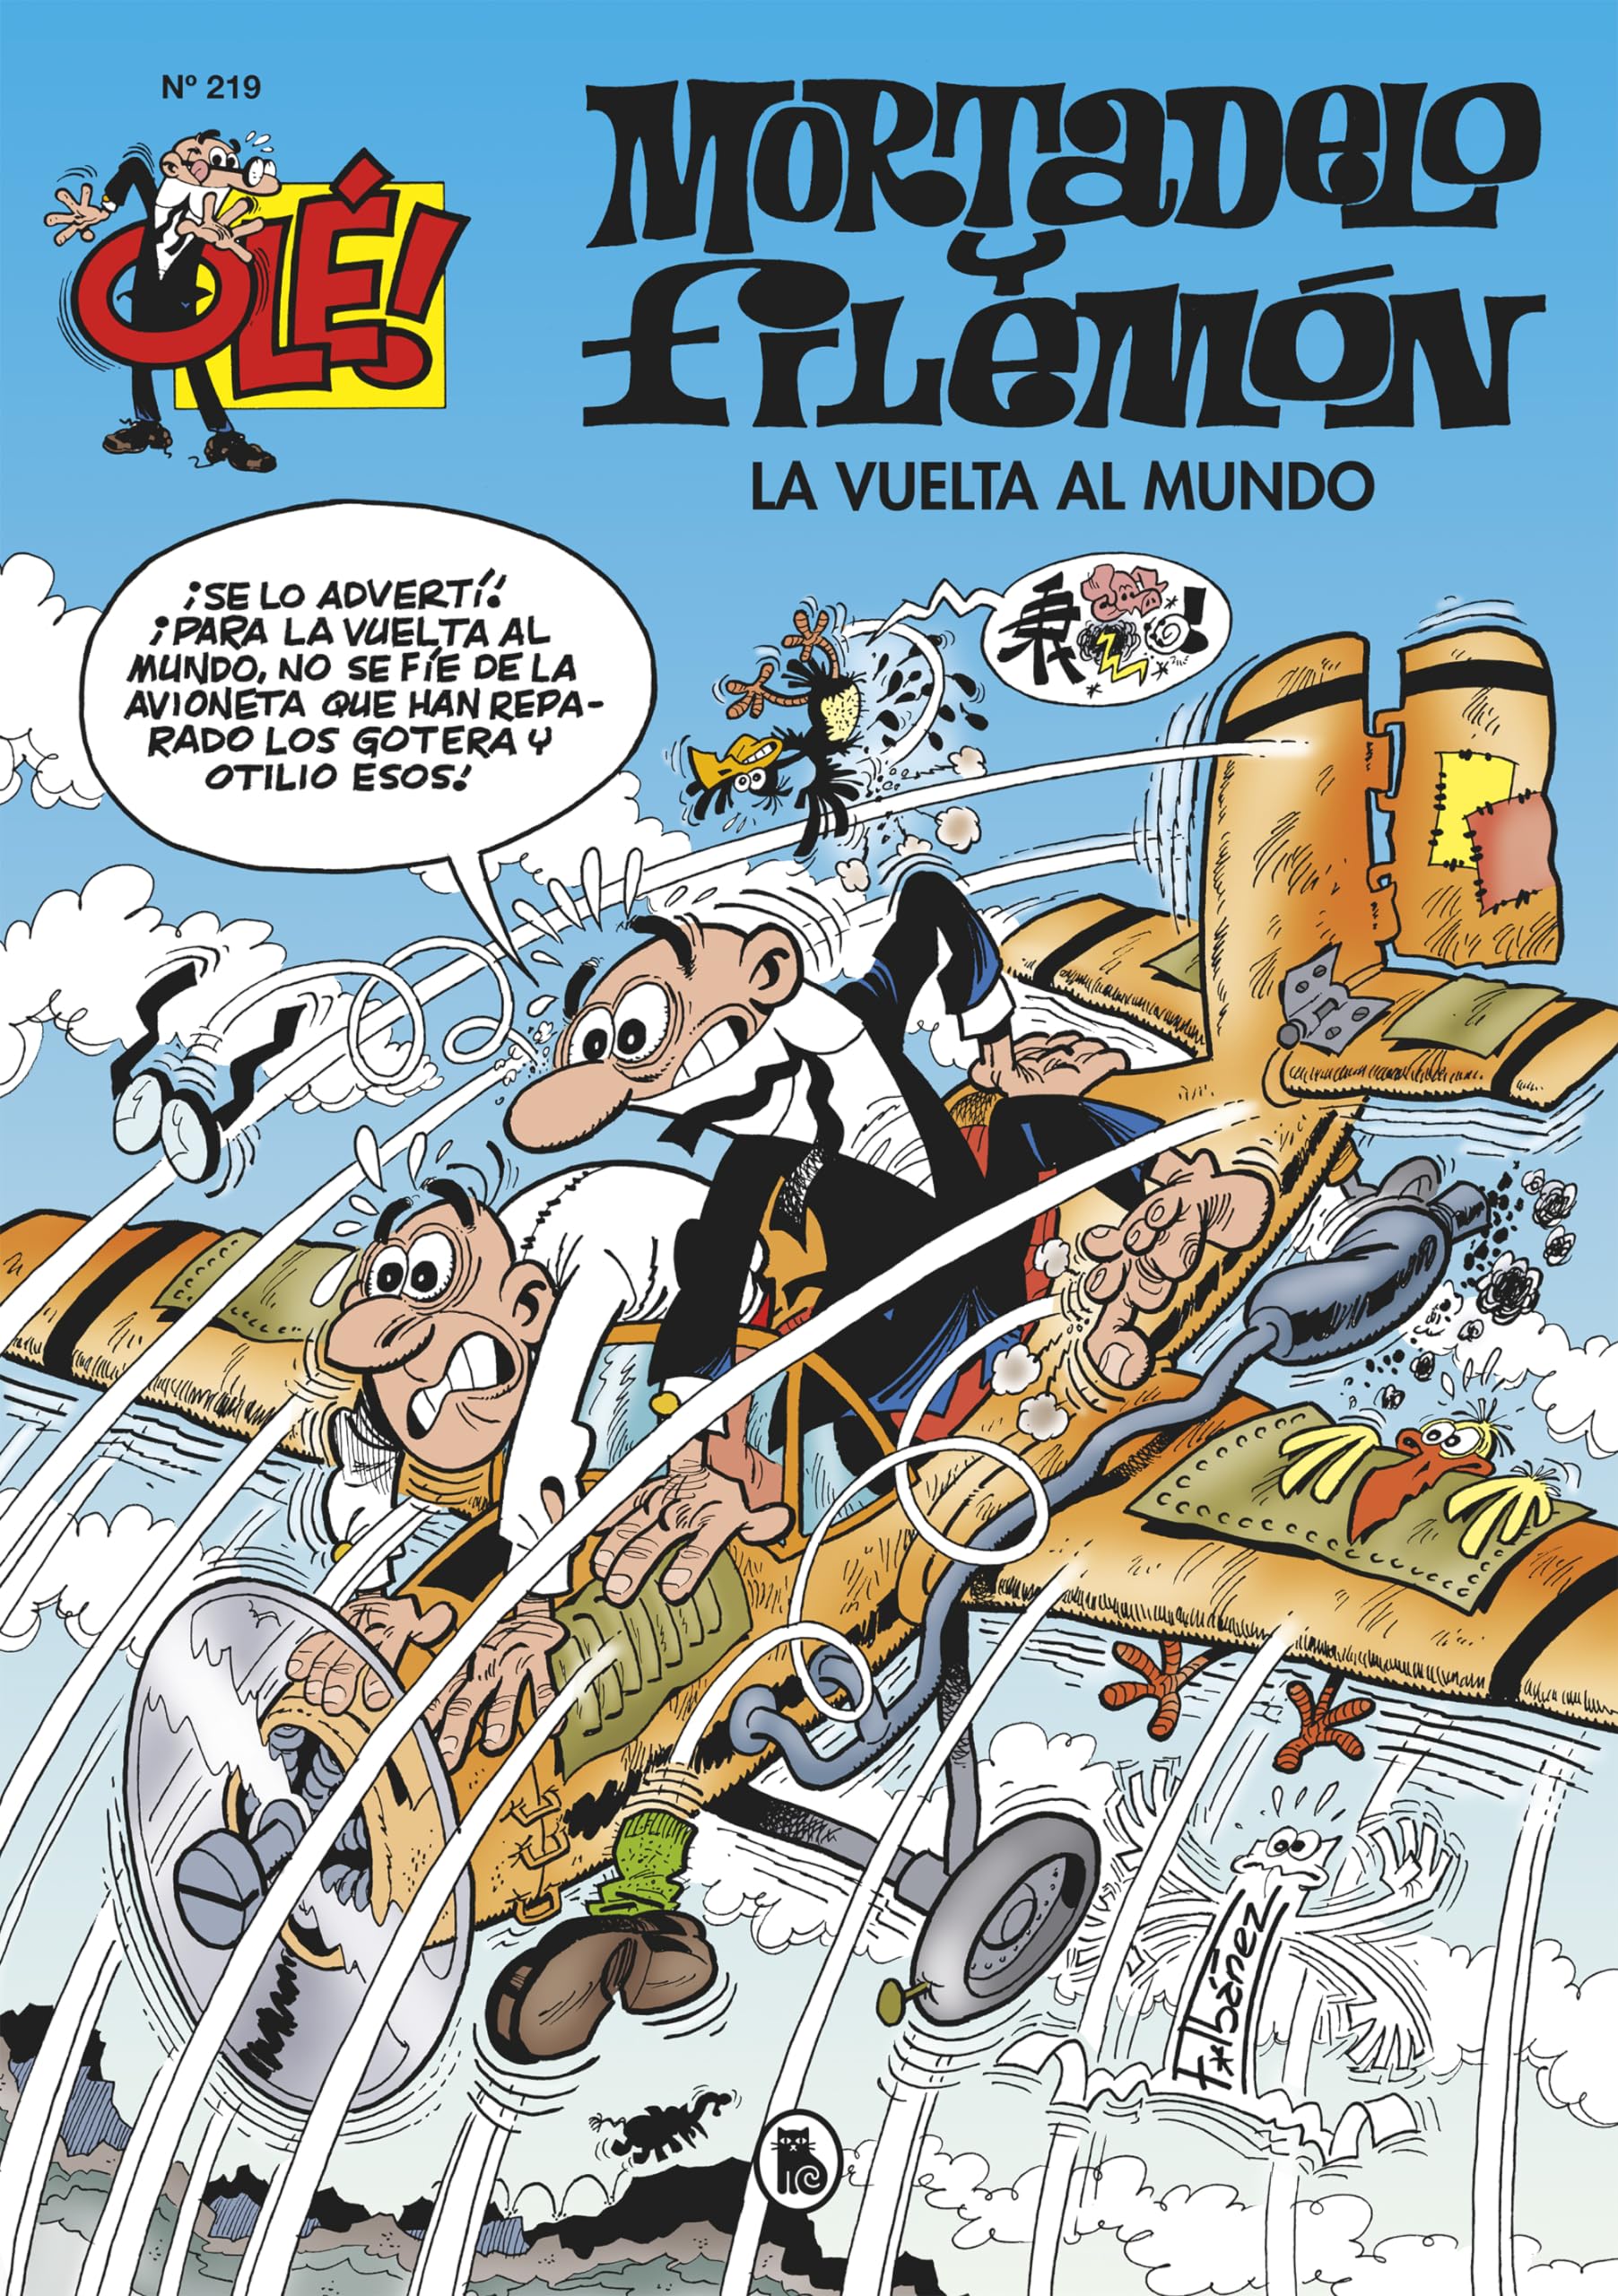 Nº 219
OLÉ!
MORTADELO
Y
FILEMÓN
LA VUELTA AL MUNDO
¡SE LO ADVERTÍ!
¡PARA LA VUELTA AL
MUNDO, NO SE FÍE DE LA
AVIONETA QUE HAN REPA-
RADO LOS GOTERA Y
OTILIO ESOS!
F. Ibáñez